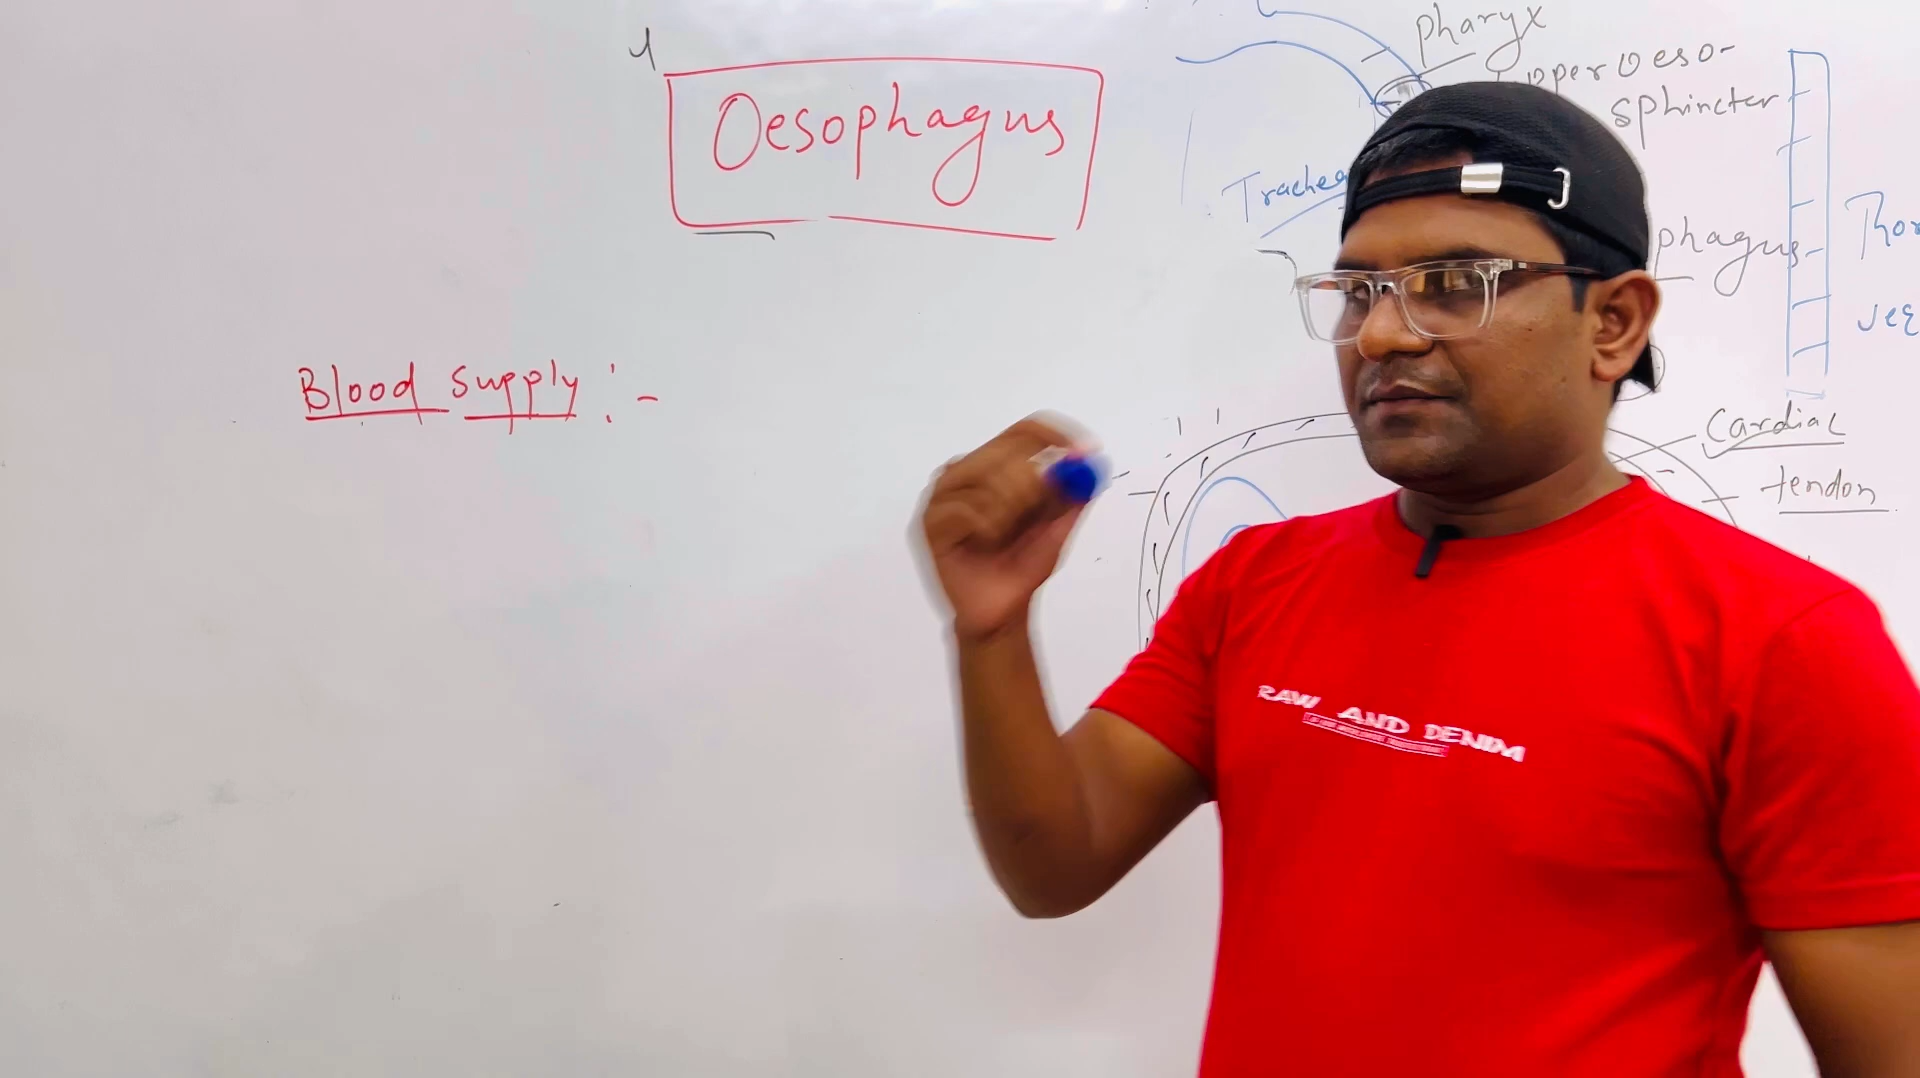 Oesophagus
Blood supply :-
pharyx
pper oeso-
sphincter
Trachea
phagus
Cardiac
tendon
RAW AND DENIM